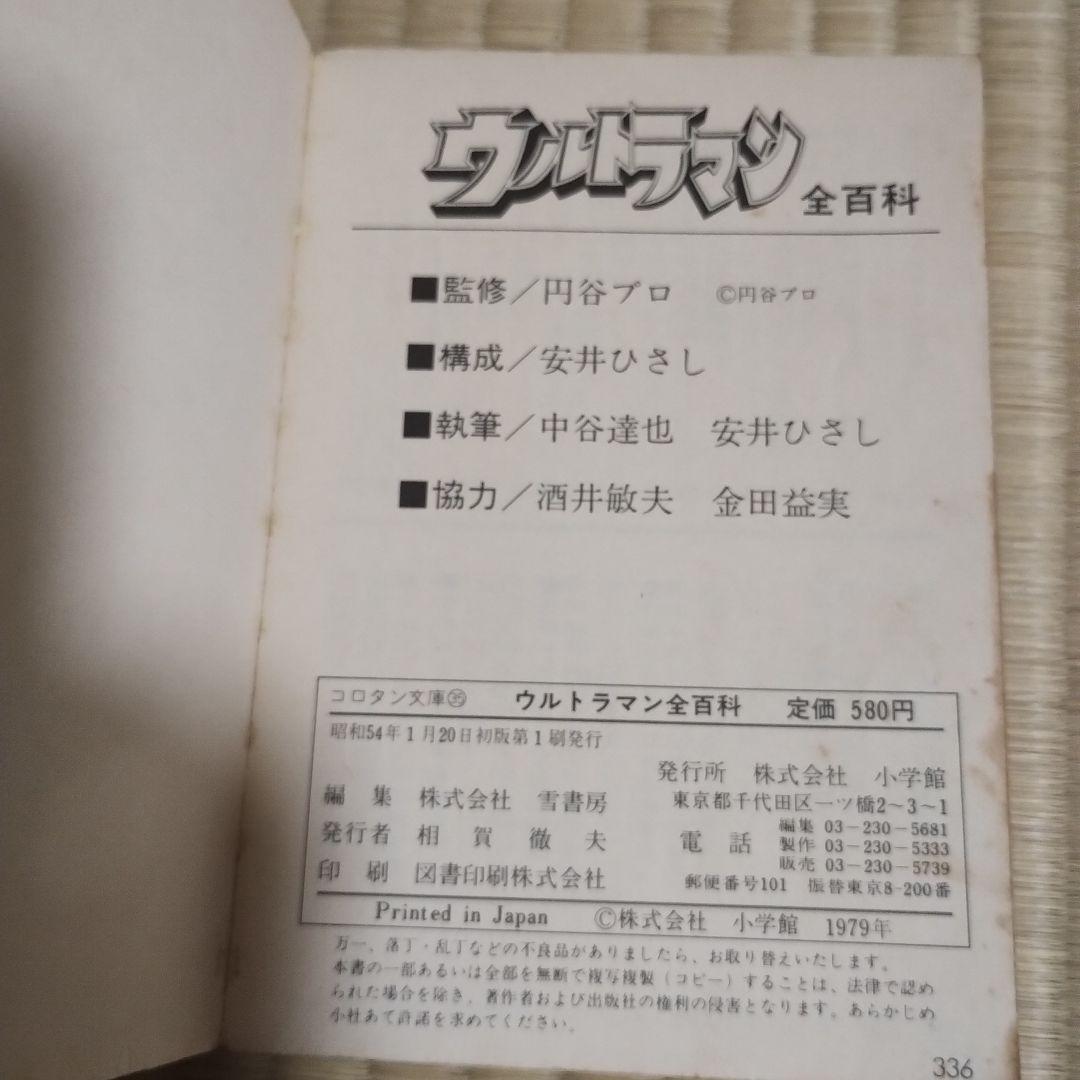 ウルトラマン全百科
■監修／円谷プロ ©円谷プロ
■構成／安井ひさし
■執筆／中谷達也 安井ひさし
■協力／酒井敏夫 金田益実
コロタン文庫㉟ ウルトラマン全百科 定価 580円
昭和54年1月20日初版第1刷発行
編集 株式会社 雪書房
発行者 相賀徹夫
印刷 図書印刷株式会社
発行所 株式会社 小学館
東京都千代田区一ツ橋2～3～1
電話 編集 03－230－5681
製作 03－230－5333
販売 03－230－5739
郵便番号101 振替東京8-200番
Printed in Japan ©株式会社 小学館 1979年
万一、落丁・乱丁などの不良品がありましたら、お取り替えいたします。
本書の一部あるいは全部を無断で複写複製（コピー）することは、法律で認め
られた場合を除き、著作者および出版社の権利の侵害となります。あらかじめ
小社あて許諾を求めてください。
336